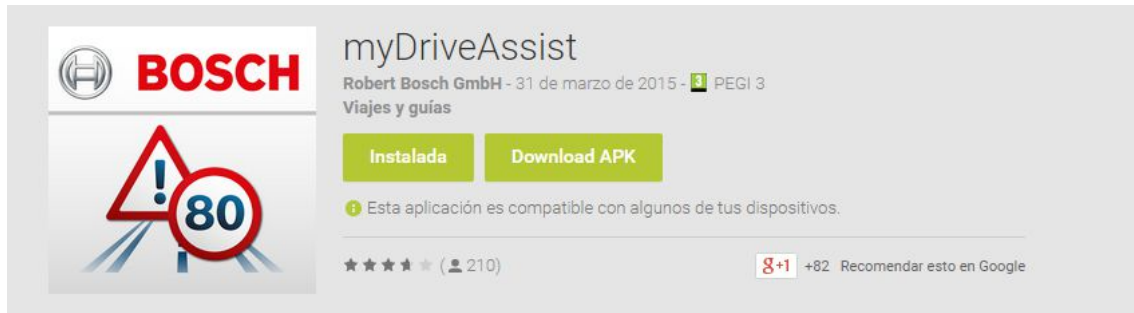 BOSCH
80
myDriveAssist
Robert Bosch GmbH - 31 de marzo de 2015 - 3 PEGI 3
Viajes y guías
Instalada
Download APK
Esta aplicación es compatible con algunos de tus dispositivos.
(210)
g+1 +82 Recomendar esto en Google